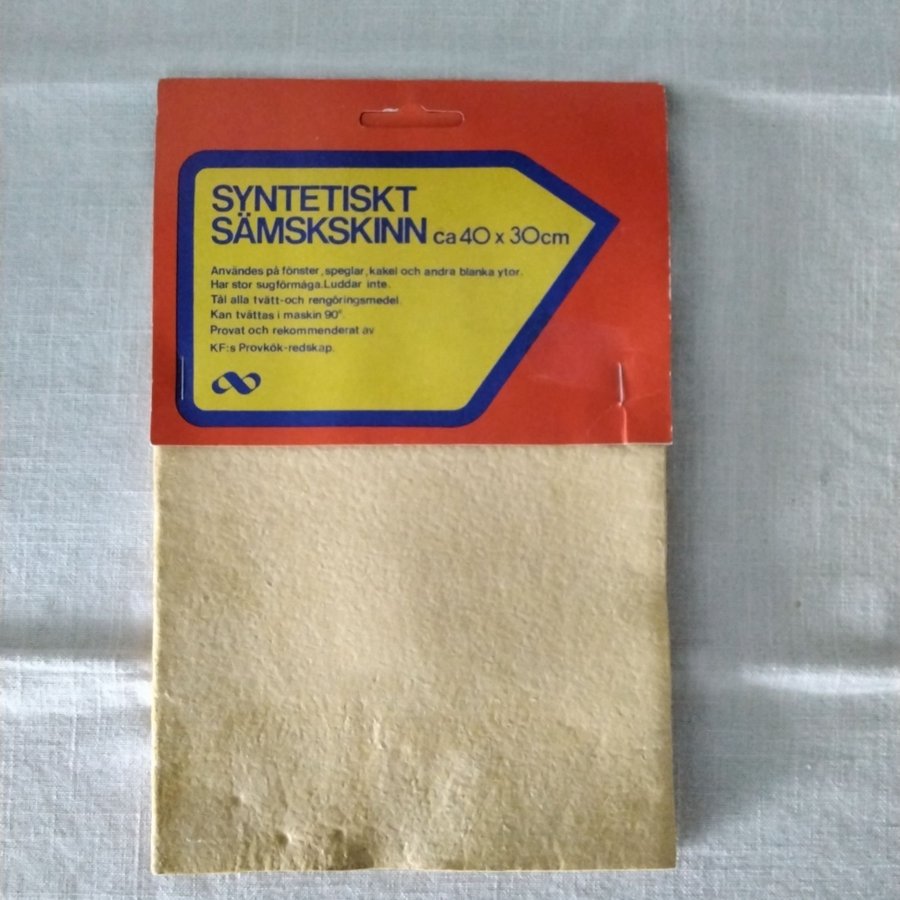 SYNTETISKT
SÄMSKSKINN ca 40 x 30cm
Användes på fönster, speglar, kakel och andra blanka ytor.
Har stor sugförmåga. Luddar inte.
Tål alla tvätt-och rengöringsmedel.
Kan tvättas i maskin 90°.
Provat och rekommenderat av
KF:s Provkök-redskap.